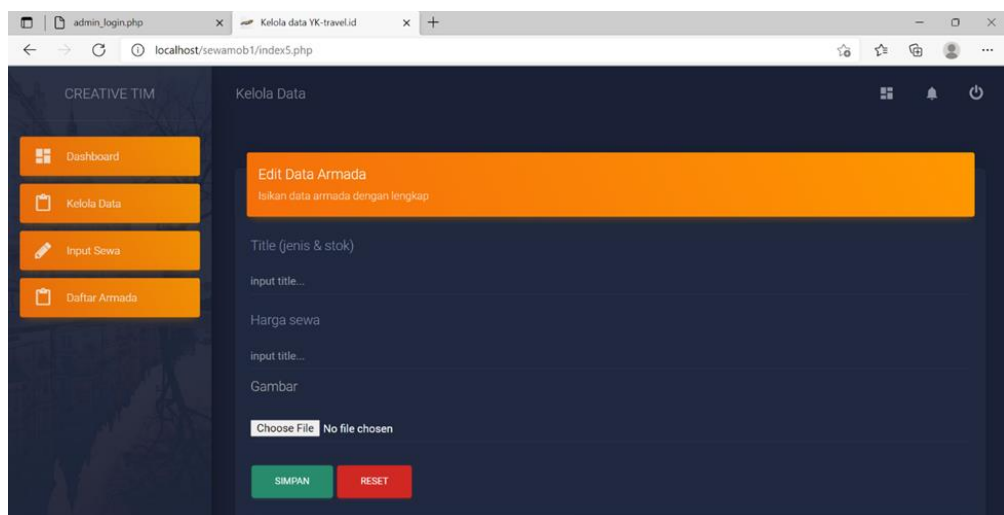 admin_login.php
Kelola data YK-travel.id
localhost/sewamob1/index5.php
CREATIVE TIM
Kelola Data
Dashboard
Kelola Data
Input Sewa
Daftar Armada
Edit Data Armada
Isikan data armada dengan lengkap
Title (jenis & stok)
input title...
Harga sewa
input title...
Gambar
Choose File No file chosen
SIMPAN RESET